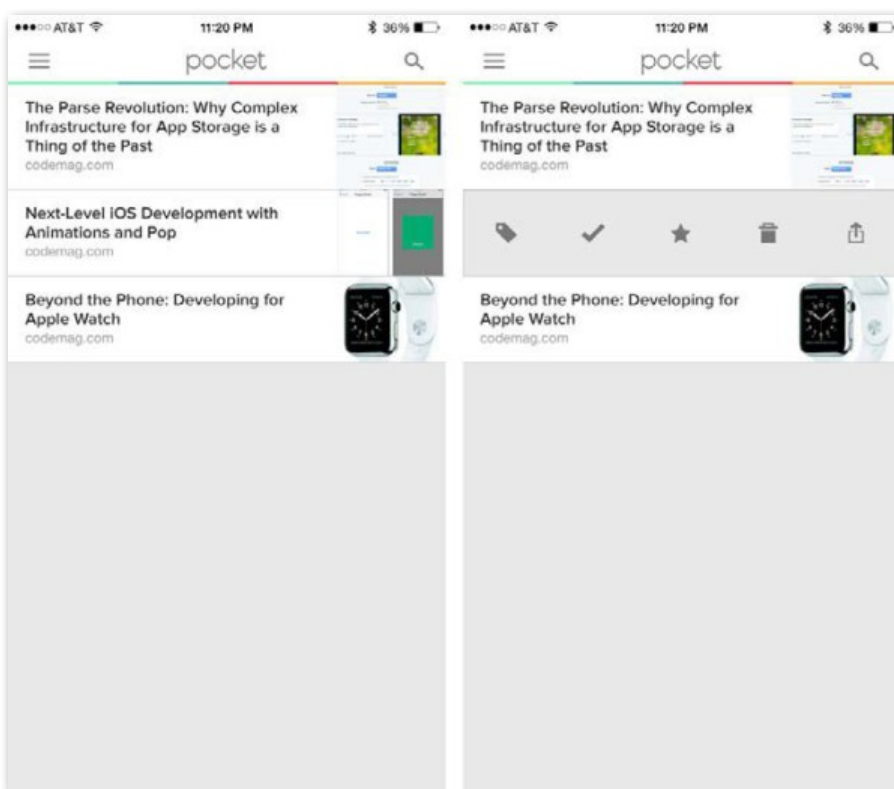 AT&T 11:20 PM 36%
pocket
The Parse Revolution: Why Complex
Infrastructure for App Storage is a
Thing of the Past
codemag.com
Next-Level iOS Development with
Animations and Pop
codemag.com
Beyond the Phone: Developing for
Apple Watch
codemag.com
AT&T 11:20 PM 36%
pocket
The Parse Revolution: Why Complex
Infrastructure for App Storage is a
Thing of the Past
codemag.com
Beyond the Phone: Developing for
Apple Watch
codemag.com